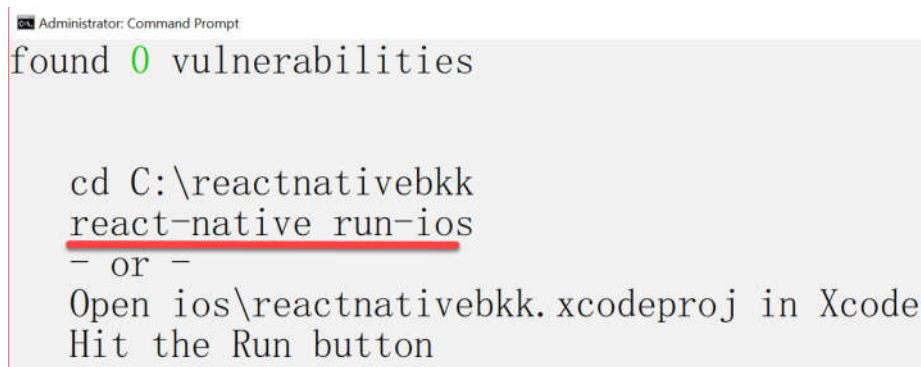 Administrator: Command Prompt
found 0 vulnerabilities
cd C:\reactnativebkk
react-native run-ios
- or -
Open ios\reactnativebkk.xcodeproj in Xcode
Hit the Run button